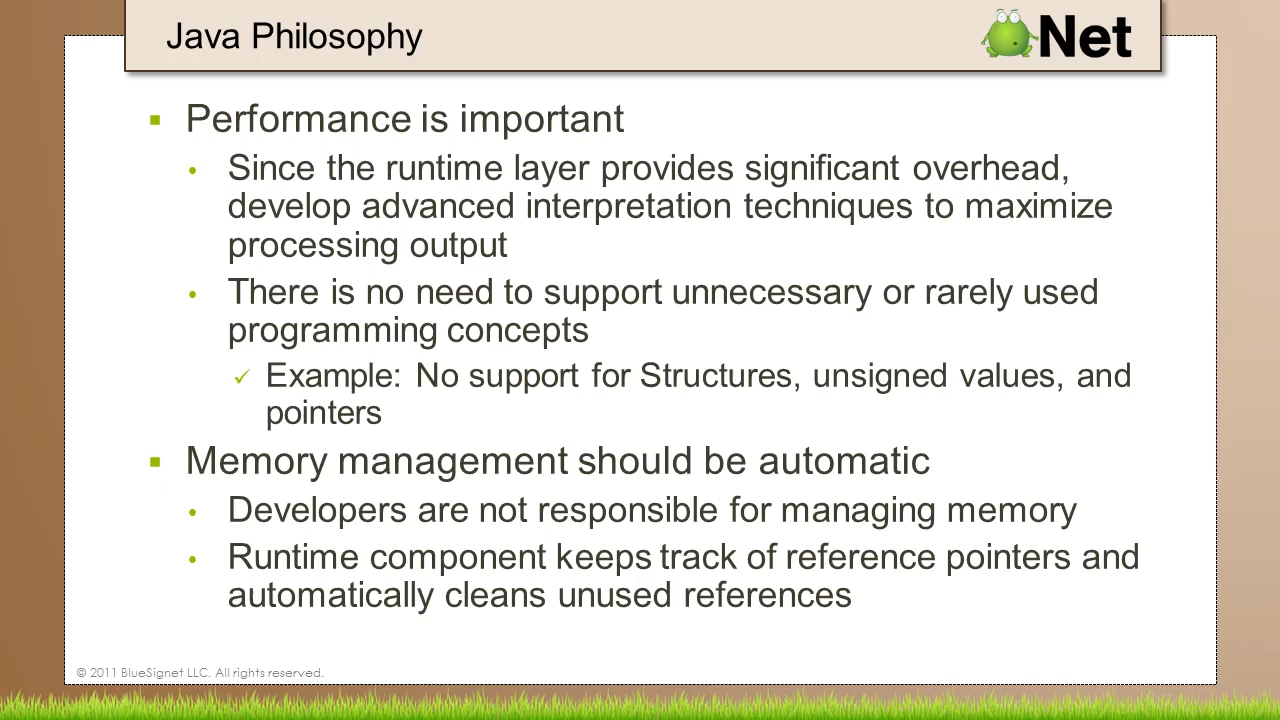 Java Philosophy
Net
Performance is important
Since the runtime layer provides significant overhead,
develop advanced interpretation techniques to maximize
processing output
There is no need to support unnecessary or rarely used
programming concepts
Example: No support for Structures, unsigned values, and
pointers
Memory management should be automatic
Developers are not responsible for managing memory
Runtime component keeps track of reference pointers and
automatically cleans unused references
© 2011 BlueSignet LLC. All rights reserved.